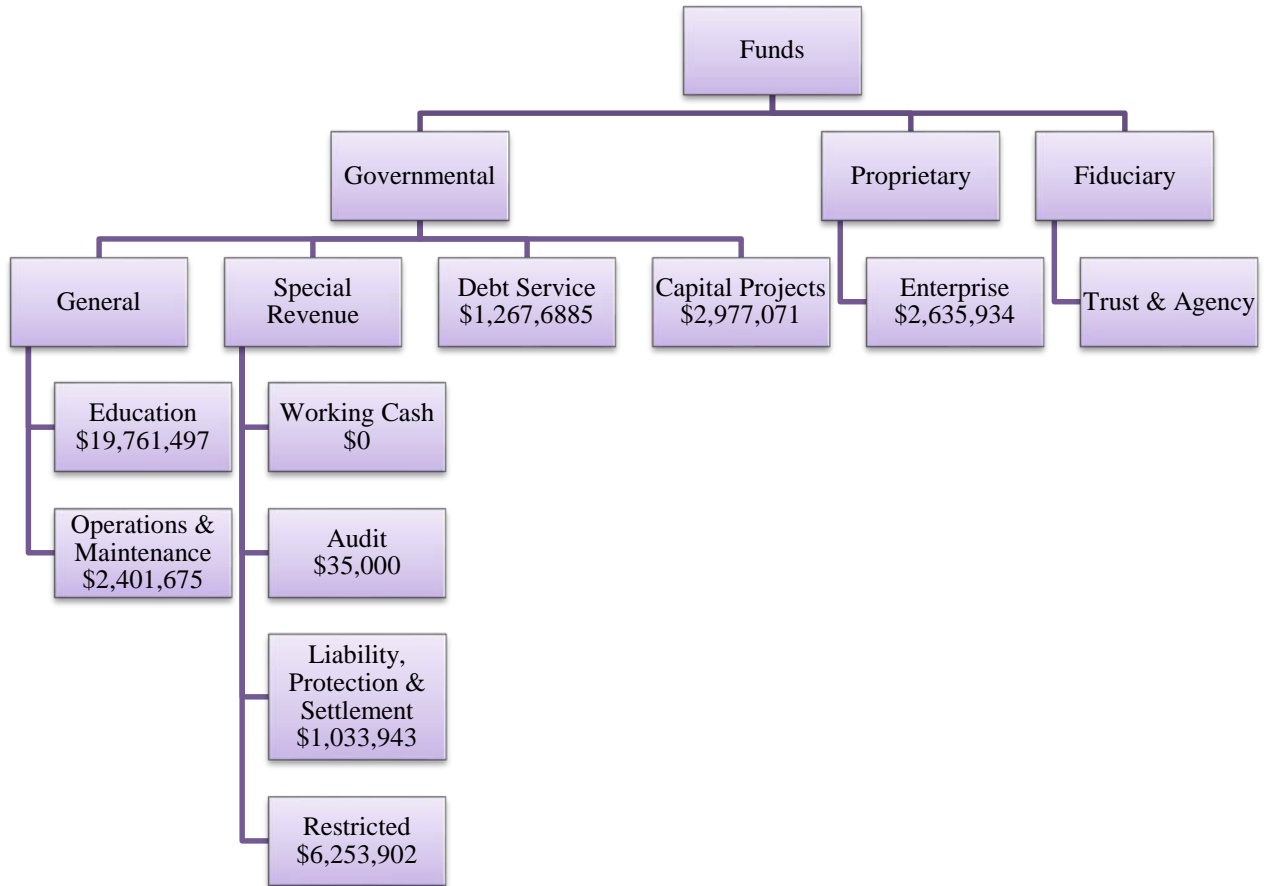 Funds
Governmental
Proprietary
Fiduciary
General
Special
Revenue
Debt Service
$1,267,6885
Capital Projects
$2,977,071
Enterprise
$2,635,934
Trust & Agency
Education
$19,761,497
Operations &
Maintenance
$2,401,675
Working Cash
$0
Audit
$35,000
Liability,
Protection &
Settlement
$1,033,943
Restricted
$6,253,902